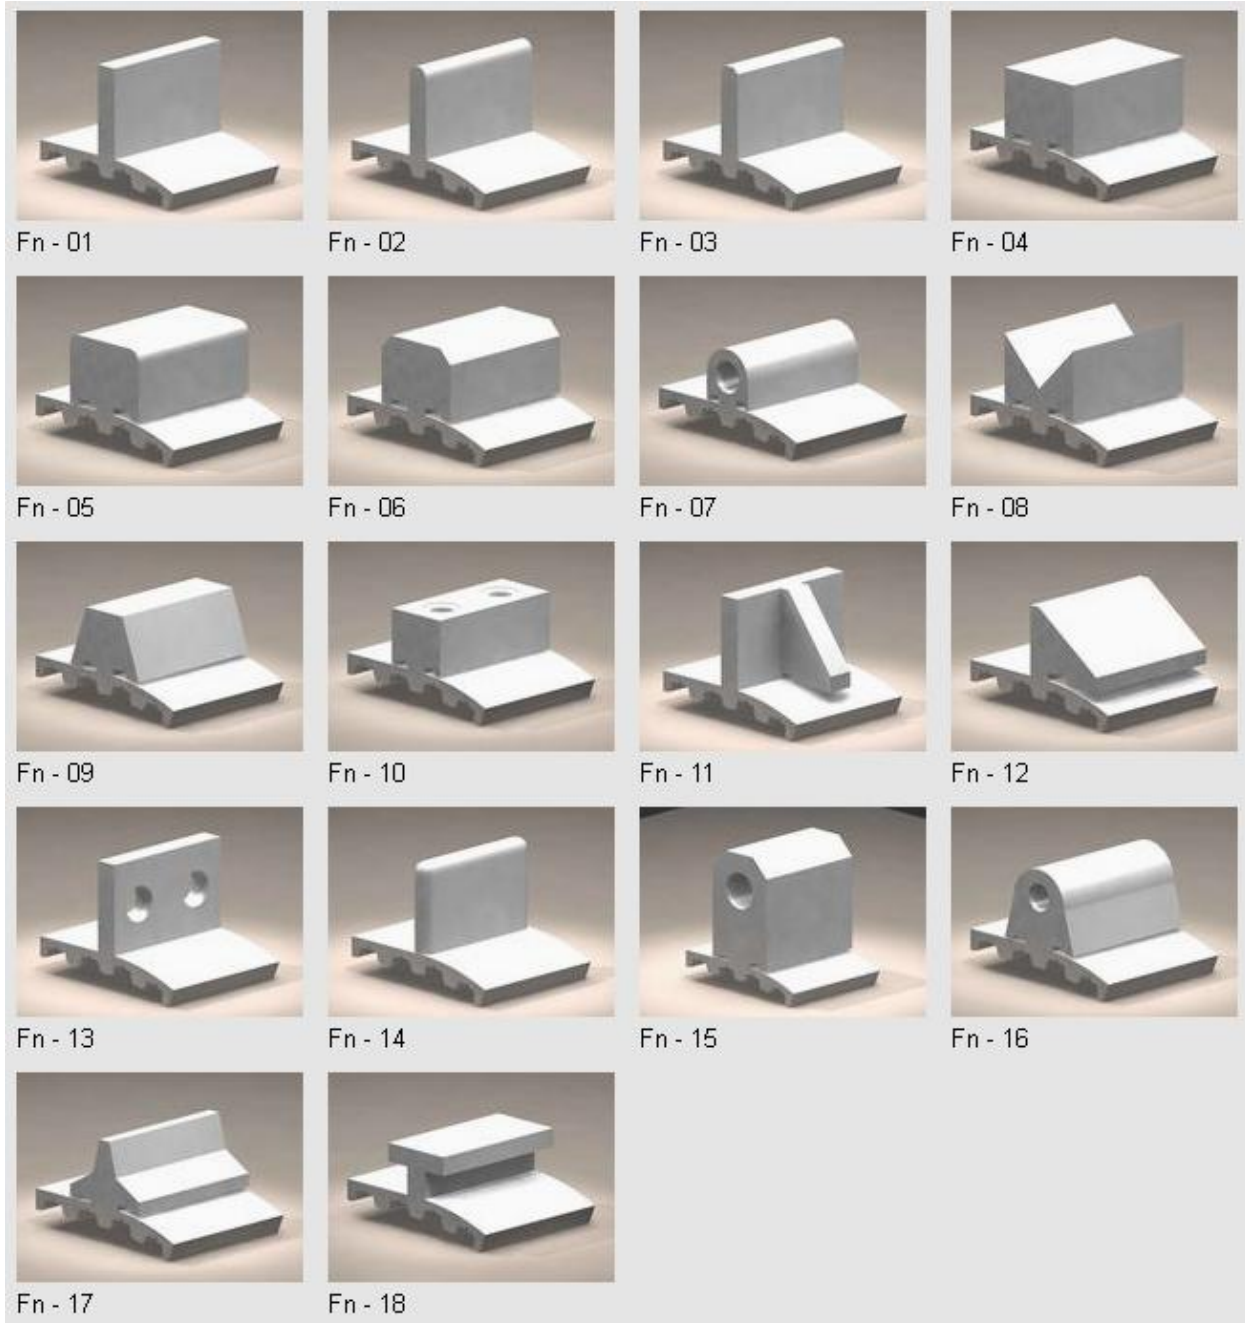 Fn - 01
Fn - 02
Fn - 03
Fn - 04
Fn - 05
Fn - 06
Fn - 07
Fn - 08
Fn - 09
Fn - 10
Fn - 11
Fn - 12
Fn - 13
Fn - 14
Fn - 15
Fn - 16
Fn - 17
Fn - 18